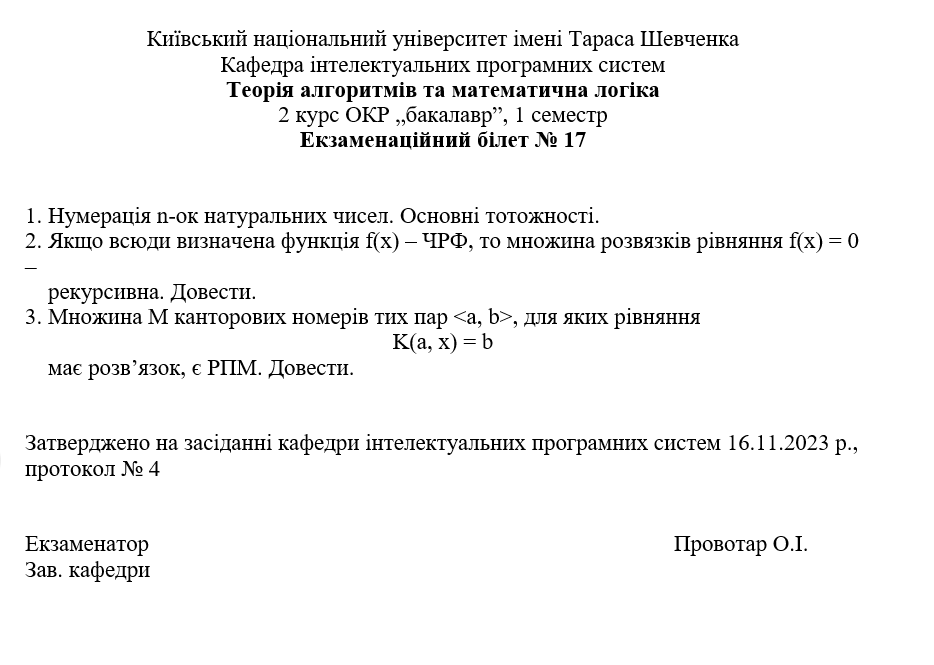 Київський національний університет імені Тараса Шевченка
Кафедра інтелектуальних програмних систем
Теорія алгоритмів та математична логіка
2 курс ОКР „бакалавр”, 1 семестр
Екзаменаційний білет № 17
1. Нумерація n-ок натуральних чисел. Основні тотожності.
2. Якщо всюди визначена функція f(x) – ЧРФ, то множина розвязків рівняння f(x) = 0
–
рекурсивна. Довести.
3. Множина M канторових номерів тих пар <a, b>, для яких рівняння
K(a, x) = b
має розв’язок, є РПМ. Довести.
Затверджено на засіданні кафедри інтелектуальних програмних систем 16.11.2023 р.,
протокол № 4
Екзаменатор Провотар О.І.
Зав. кафедри